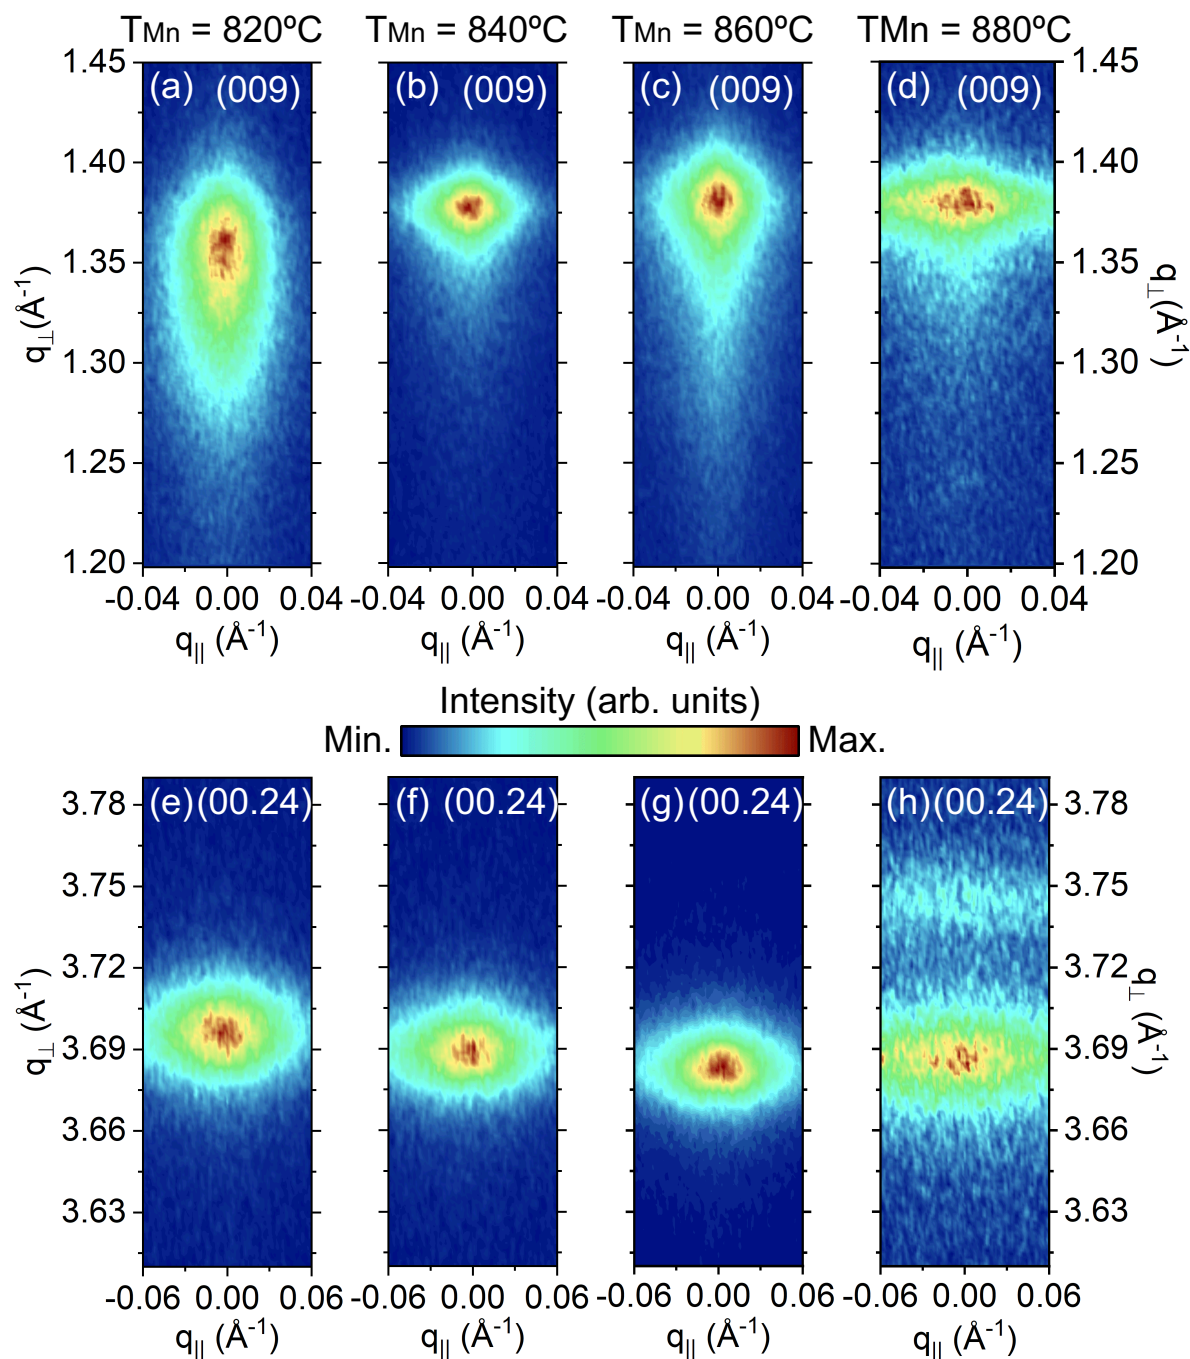 TMn = 820ºC TMn = 840ºC TMn = 860ºC TMn = 880ºC
(a) (009) (b) (009) (c) (009) (d) (009)
1.45 1.45
1.40 1.40
1.35 1.35
1.30 1.30
1.25 1.25
1.20 1.20
q⊥(Å-1) q⊥(Å-1)
-0.04 0.00 0.04 -0.04 0.00 0.04 -0.04 0.00 0.04 -0.04 0.00 0.04
q|| (Å-1) q|| (Å-1) q|| (Å-1) q|| (Å-1)
Intensity (arb. units)
Min. Max.
(e) (00.24) (f) (00.24) (g) (00.24) (h) (00.24)
3.78 3.78
3.75 3.75
3.72 3.72
3.69 3.69
3.66 3.66
3.63 3.63
q⊥ (Å-1) q⊥ (Å-1)
-0.06 0.00 0.06 -0.06 0.00 0.06 -0.06 0.00 0.06 -0.06 0.00 0.06
q|| (Å-1) q|| (Å-1) q|| (Å-1) q|| (Å-1)